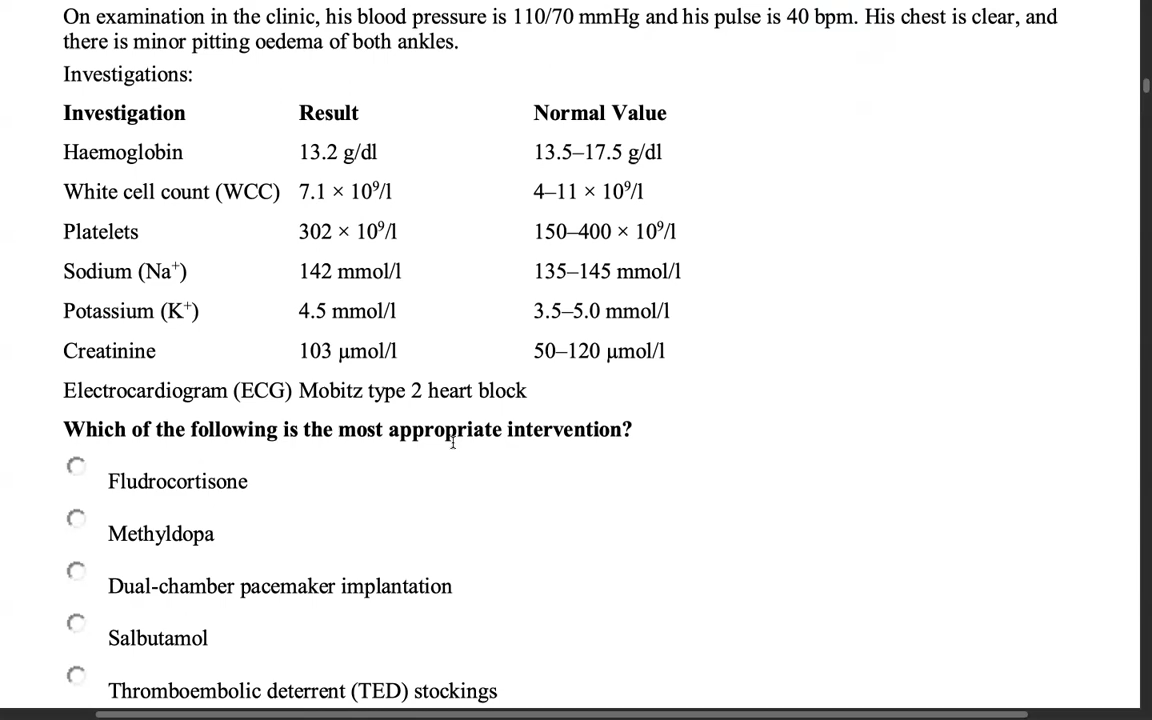 On examination in the clinic, his blood pressure is 110/70 mmHg and his pulse is 40 bpm. His chest is clear, and
there is minor pitting oedema of both ankles.
Investigations:
Investigation Result Normal Value
Haemoglobin 13.2 g/dl 13.5–17.5 g/dl
White cell count (WCC) 7.1 × 10⁹/l 4–11 × 10⁹/l
Platelets 302 × 10⁹/l 150–400 × 10⁹/l
Sodium (Na⁺) 142 mmol/l 135–145 mmol/l
Potassium (K⁺) 4.5 mmol/l 3.5–5.0 mmol/l
Creatinine 103 µmol/l 50–120 µmol/l
Electrocardiogram (ECG) Mobitz type 2 heart block
Which of the following is the most appropriate intervention?
Fludrocortisone
Methyldopa
Dual-chamber pacemaker implantation
Salbutamol
Thromboembolic deterrent (TED) stockings